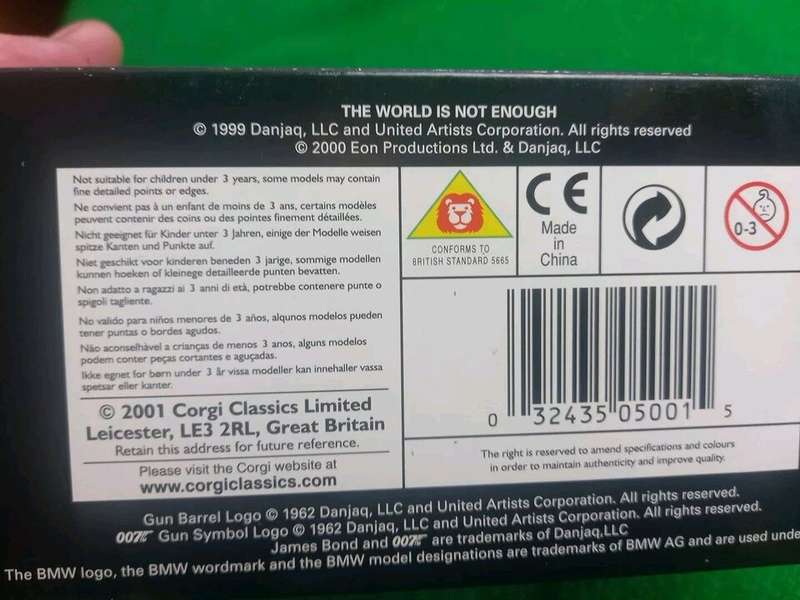 THE WORLD IS NOT ENOUGH
© 1999 Danjaq, LLC and United Artists Corporation. All rights reserved
© 2000 Eon Productions Ltd. & Danjaq, LLC
Not suitable for children under 3 years, some models may contain
fine detailed points or edges.
Ne convient pas à un enfant de moins de 3 ans, certains modèles
peuvent contenir des coins ou des pointes finement détaillées.
Nicht geeignet für Kinder unter 3 Jahren, einige der Modelle weisen
spitze Kanten und Punkte auf.
Niet geschikt voor kinderen beneden 3 jarige, sommige modellen
kunnen hoeken of kleinege detailleerde punten bevatten.
Non adatto a ragazzi ai 3 anni di età, potrebbe contenere punte o
spigoli tagliente.
No valido para niños menores de 3 años, alqunos modelos pueden
tener puntas o bordes agudos.
Não aconselhável a crianças de menos 3 anos, alguns modelos
podem conter peças cortantes e aguçadas.
Ikke egnet for børn under 3 år vissa modeller kan innehaller vassa
spetsar eller kanter.
© 2001 Corgi Classics Limited
Leicester, LE3 2RL, Great Britain
Retain this address for future reference.
Please visit the Corgi website at
www.corgiclassics.com
CONFORMS TO
BRITISH STANDARD 5665
CE
Made
in
China
0-3
0 32435 05001 5
The right is reserved to amend specifications and colours
in order to maintain authenticity and improve quality.
Gun Barrel Logo © 1962 Danjaq, LLC and United Artists Corporation. All rights reserved.
007 Gun Symbol Logo © 1962 Danjaq, LLC and United Artists Corporation. All rights reserved.
James Bond and 007 are trademarks of Danjaq,LLC
The BMW logo, the BMW wordmark and the BMW model designations are trademarks of BMW AG and are used unde